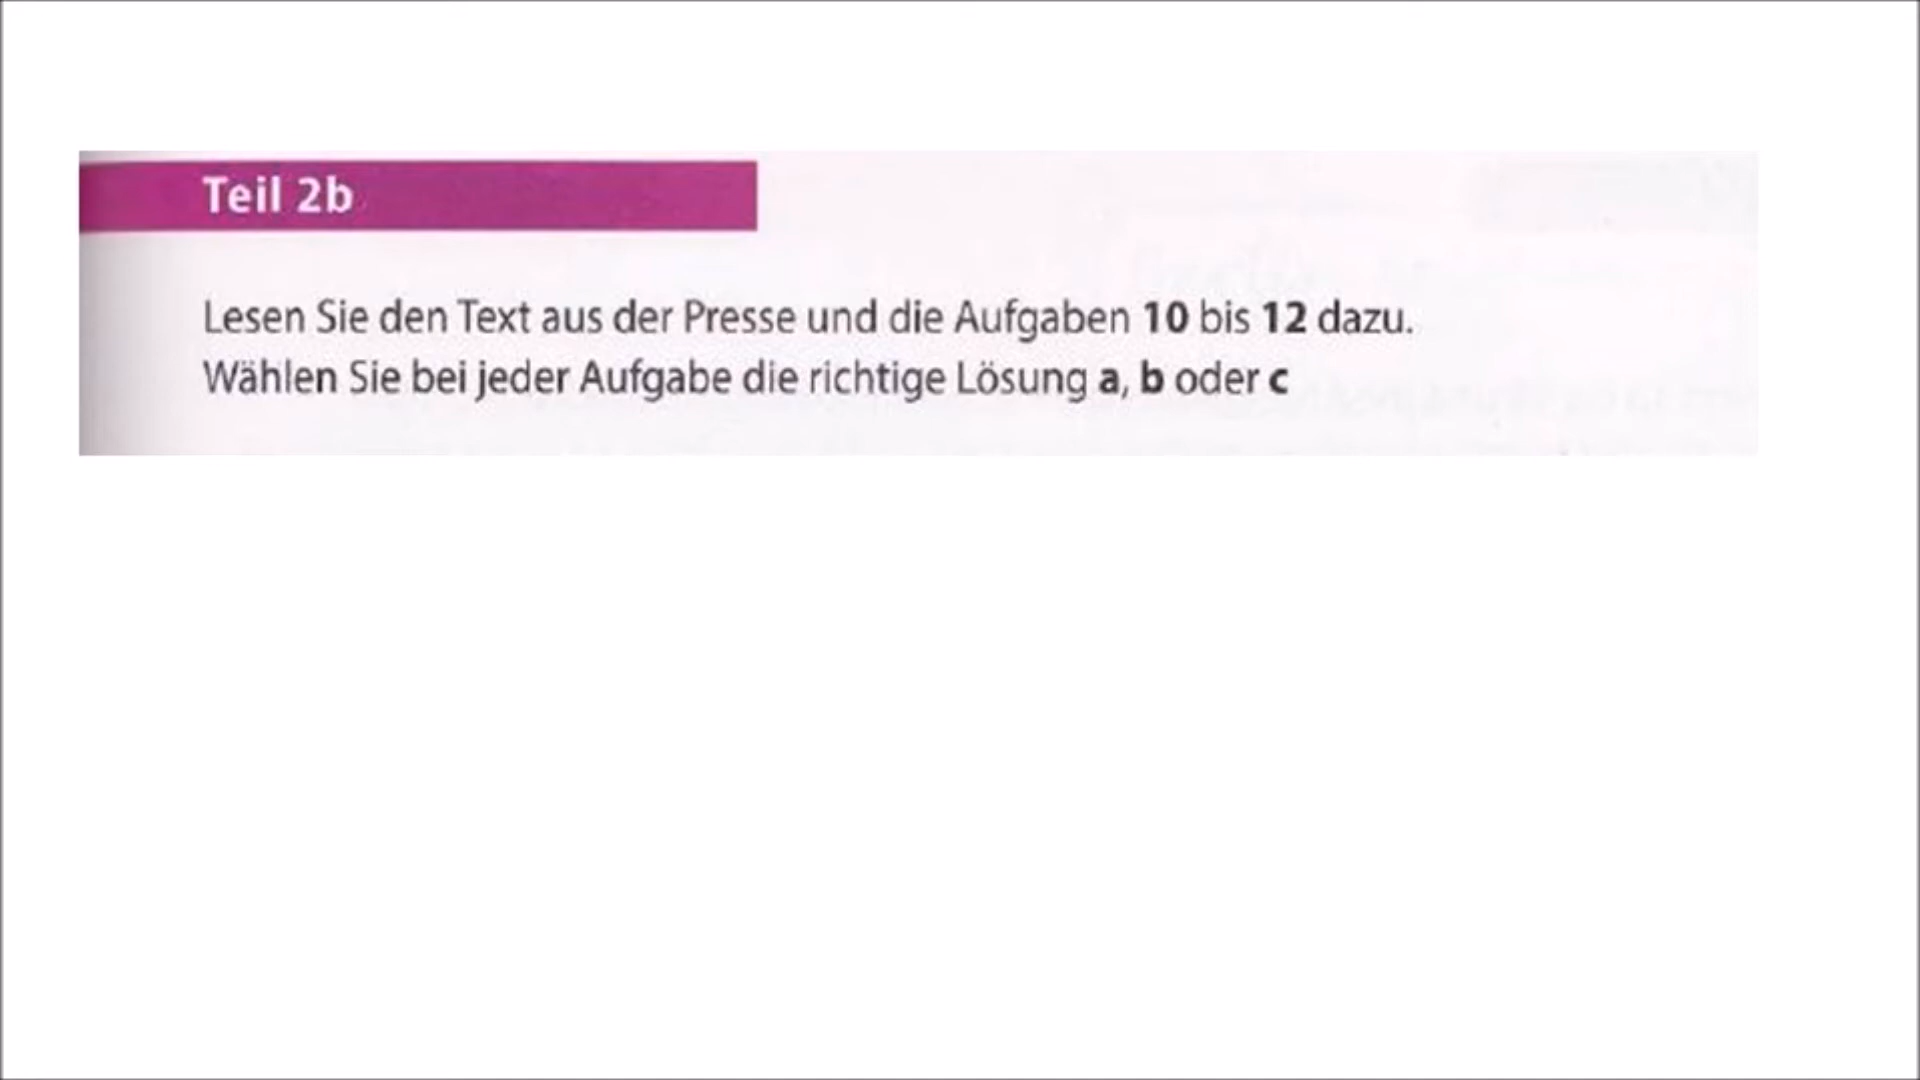 Teil 2b
Lesen Sie den Text aus der Presse und die Aufgaben 10 bis 12 dazu.
Wählen Sie bei jeder Aufgabe die richtige Lösung a, b oder c